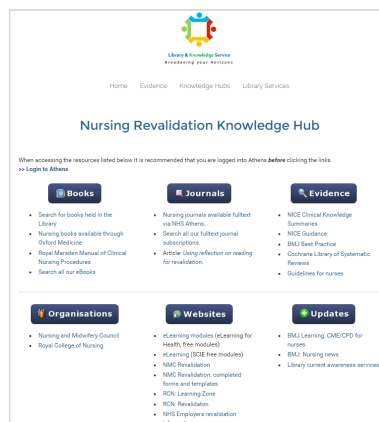 Library & Knowledge Service
Broadening your Horizons
Home Evidence Knowledge Hubs Library Services
Nursing Revalidation Knowledge Hub
When accessing the resources listed below it is recommended that you are logged into Athens before clicking the links.
>> Login to Athens
Books
Search for books held in the
Library
Nursing books available through
Oxford Medicine
Royal Marsden Manual of Clinical
Nursing Procedures
Search all our eBooks
Journals
Nursing journals available fulltext
via NHS Athens.
Search all our fulltext journal
subscriptions.
Article: Using reflection on reading
for revalidation.
Evidence
NICE Clinical Knowledge
Summaries
NICE Guidance
BMJ Best Practice
Cochrane Library of Systematic
Reviews
Guidelines for nurses
Organisations
Nursing and Midwifery Council
Royal College of Nursing
Websites
eLearning modules (eLearning for
Health, free modules)
eLearning (SCIE free modules)
NMC Revalidation
NMC Revalidation: completed
forms and templates
RCN: Learning Zone
RCN: Revalidaton
NHS Employers revalidation
Updates
BMJ Learning: CME/CPD for
nurses
BMJ: Nursing news
Library current awareness services